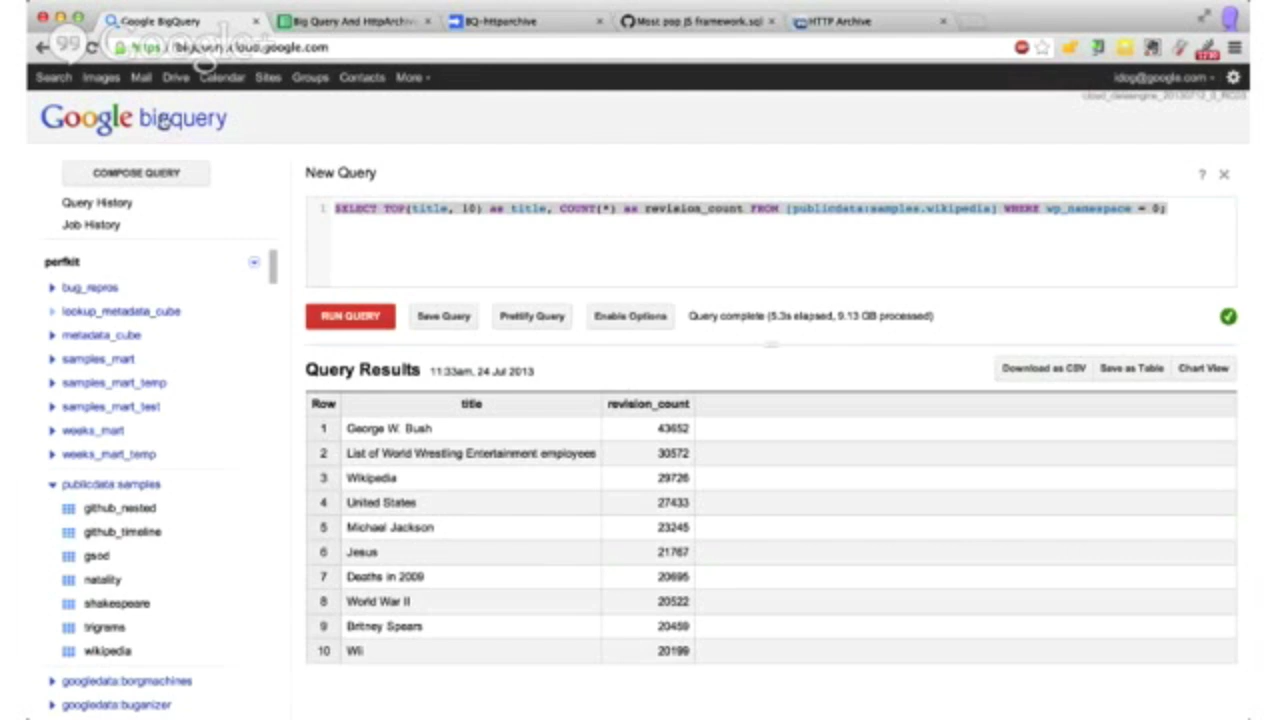 Google BigQuery
Big Query And HttpArchiv
BQ-httparchive
Most pop JS framework.sql
HTTP Archive
99 Google+
https://bigquery.cloud.google.com
Search Images Mail Drive Calendar Sites Groups Contacts More
idog@google.com
Google bigquery
COMPOSE QUERY
Query History
Job History
perfkit
bug_repros
lookup_metadata_cube
metadata_cube
samples_mart
samples_mart_temp
samples_mart_test
weeks_mart
weeks_mart_temp
publicdata:samples
github_nested
github_timeline
gsod
natality
shakespeare
trigrams
wikipedia
googledata:borgmachines
googledata:buganizer
New Query
? ×
1 SELECT TOP(title, 10) as title, COUNT(*) as revision_count FROM [publicdata:samples.wikipedia] WHERE wp_namespace = 0;
RUN QUERY Save Query Prettify Query Enable Options Query complete (5.3s elapsed, 9.13 GB processed)
Query Results 11:33am, 24 Jul 2013
Download as CSV Save as Table Chart View
Row title revision_count
1 George W. Bush 43652
2 List of World Wrestling Entertainment employees 30572
3 Wikipedia 29726
4 United States 27433
5 Michael Jackson 23245
6 Jesus 21767
7 Deaths in 2009 20695
8 World War II 20522
9 Britney Spears 20459
10 Wii 20199